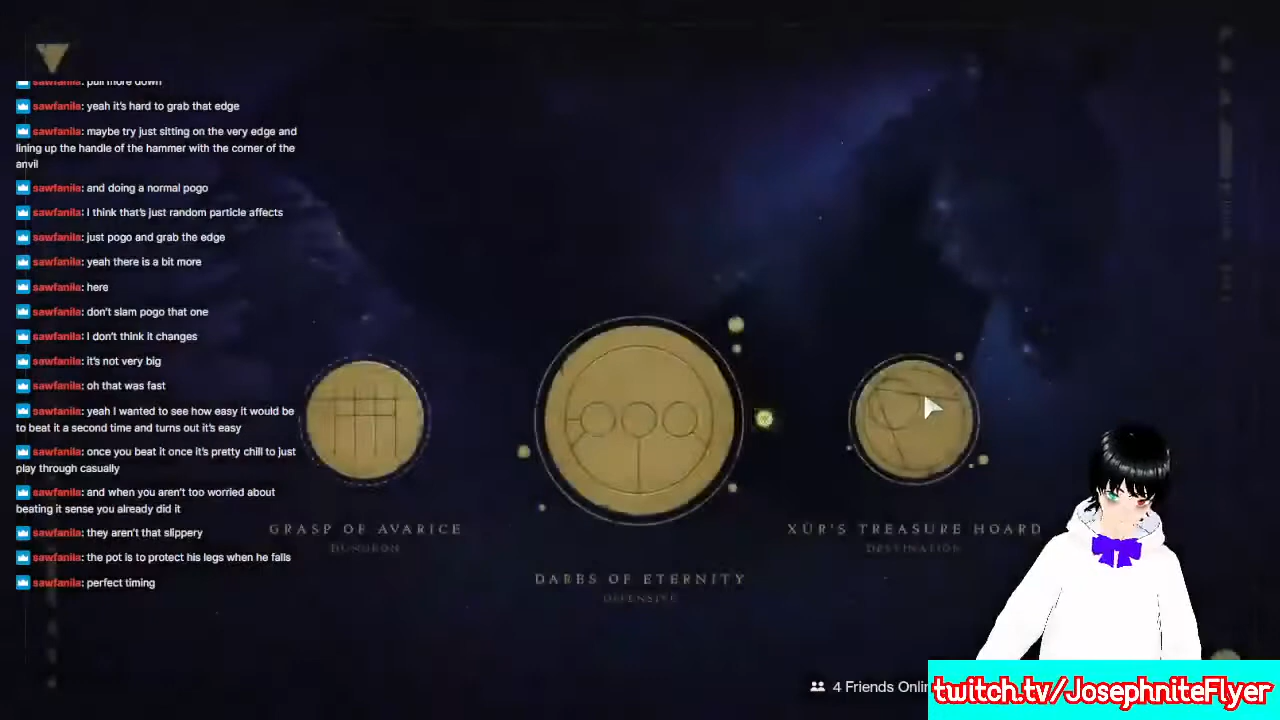 sawfanila: pull more down
sawfanila: yeah it's hard to grab that edge
sawfanila: maybe try just sitting on the very edge and
lining up the handle of the hammer with the corner of the
anvil
sawfanila: and doing a normal pogo
sawfanila: I think that's just random particle affects
sawfanila: just pogo and grab the edge
sawfanila: yeah there is a bit more
sawfanila: here
sawfanila: don't slam pogo that one
sawfanila: I don't think it changes
sawfanila: it's not very big
sawfanila: oh that was fast
sawfanila: yeah I wanted to see how easy it would be
to beat it a second time and turns out it's easy
sawfanila: once you beat it once it's pretty chill to just
play through casually
sawfanila: and when you aren't too worried about
beating it sense you already did it
sawfanila: they aren't that slippery
sawfanila: the pot is to protect his legs when he falls
sawfanila: perfect timing
GRASP OF AVARICE
DUNGEON
DARES OF ETERNITY
OFFENSIVE
XÛR'S TREASURE HOARD
DESTINATION
4 Friends Onlin
twitch.tv/JosephniteFlyer